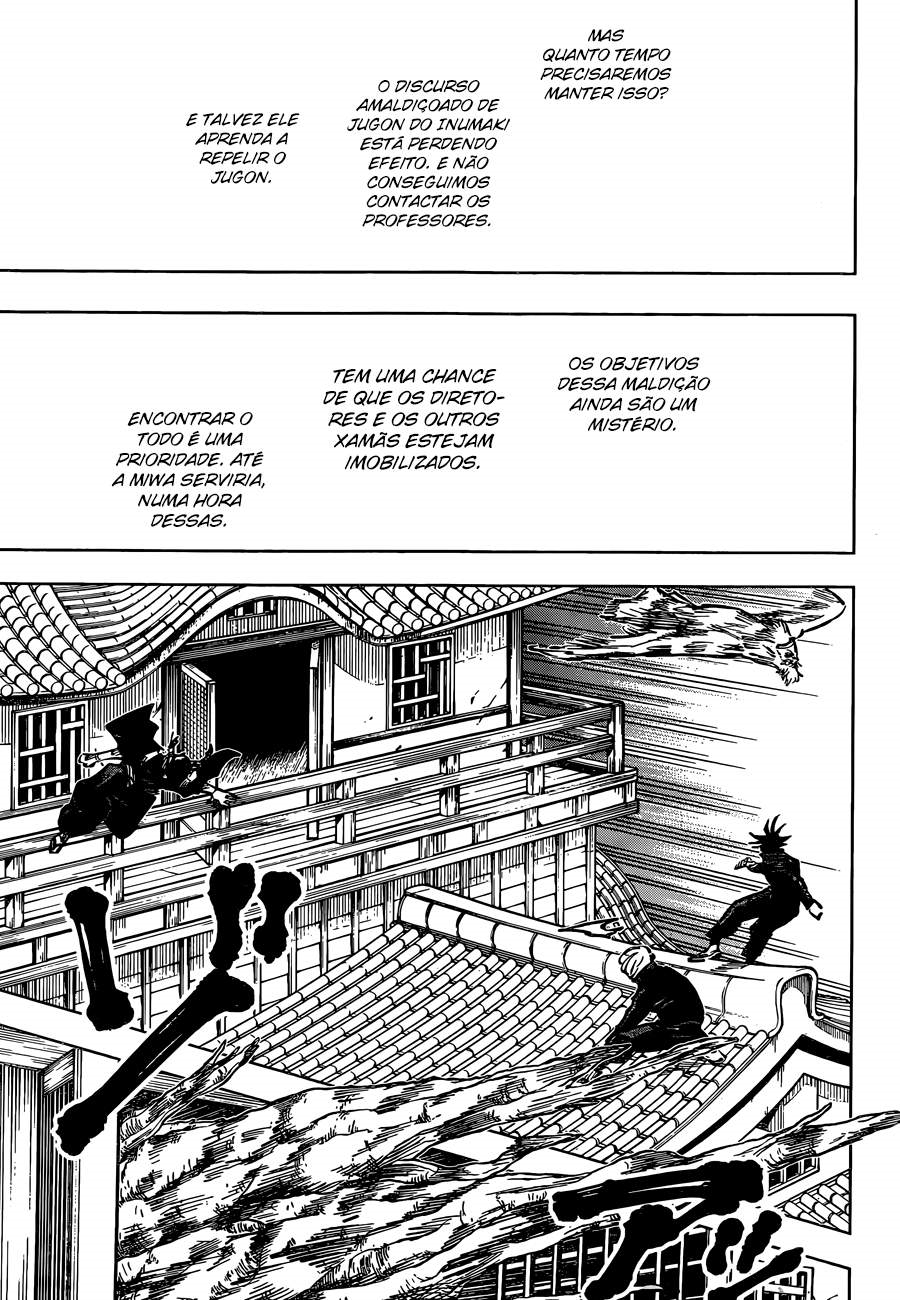 MAS
QUANTO TEMPO
PRECISAREMOS
MANTER ISSO?
O DISCURSO
AMALDIÇOADO DE
JUGON DO INUMAKI
ESTÁ PERDENDO
EFEITO. E NÃO
CONSEGUIMOS
CONTACTAR OS
PROFESSORES.
E TALVEZ ELE
APRENDA A
REPELIR O
JUGON.
OS OBJETIVOS
DESSA MALDIÇÃO
AINDA SÃO UM
MISTÉRIO.
TEM UMA CHANCE
DE QUE OS DIRETO-
RES E OS OUTROS
XAMÃS ESTEJAM
IMOBILIZADOS.
ENCONTRAR O
TODO É UMA
PRIORIDADE. ATÉ
A MIWA SERVIRIA,
NUMA HORA
DESSAS.